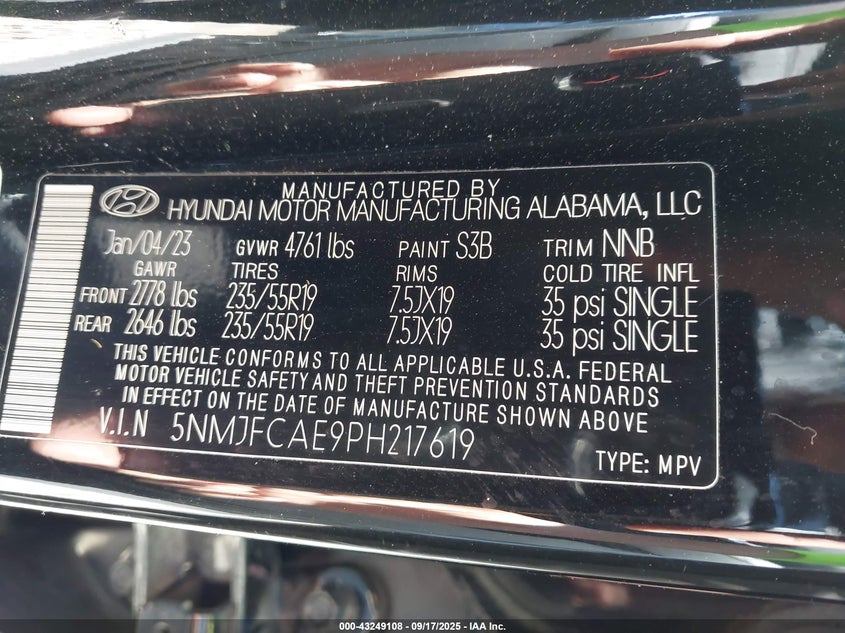 MANUFACTURED BY
HYUNDAI MOTOR MANUFACTURING ALABAMA, LLC
Jan/04/23 GVWR 4761 lbs PAINT S3B TRIM NNB
GAWR TIRES RIMS COLD TIRE INFL
FRONT 2778 lbs 235/55R19 7.5JX19 35 psi SINGLE
REAR 2646 lbs 235/55R19 7.5JX19 35 psi SINGLE
THIS VEHICLE CONFORMS TO ALL APPLICABLE U.S.A. FEDERAL
MOTOR VEHICLE SAFETY AND THEFT PREVENTION STANDARDS
IN EFFECT ON THE DATE OF MANUFACTURE SHOWN ABOVE
V.I.N 5NMJFCAE9PH217619
TYPE: MPV
000-43249108 - 09/17/2025 - IAA Inc.